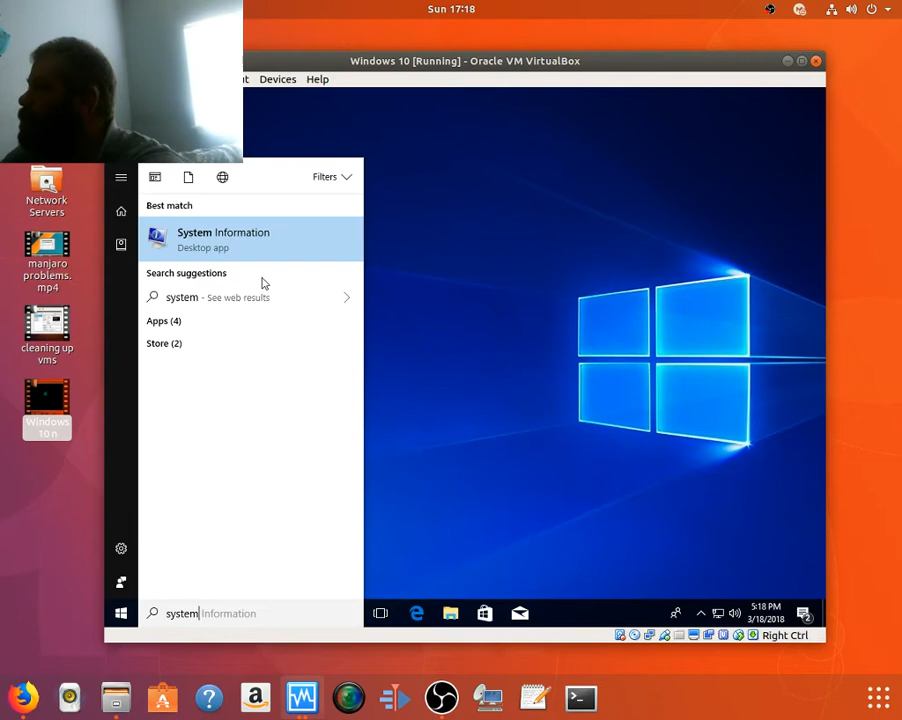 Sun 17:18
Windows 10 [Running] - Oracle VM VirtualBox
Devices Help
Network
Servers
manjaro
problems.
mp4
cleaning up
vms
Windows
10 n
Filters
Best match
System Information
Desktop app
Search suggestions
system - See web results
Apps (4)
Store (2)
system Information
5:18 PM
3/18/2018
2
Right Ctrl